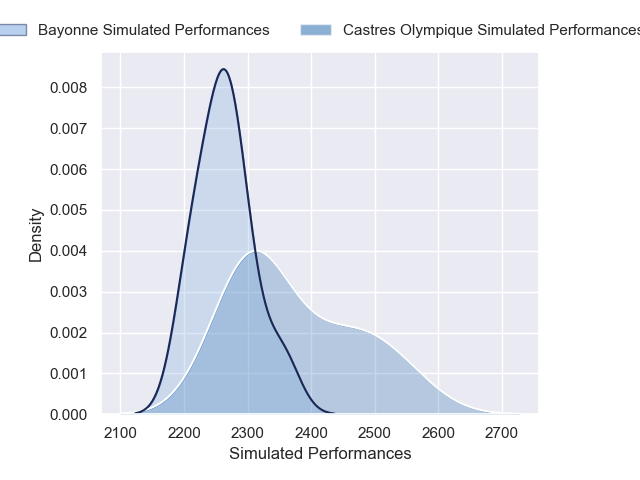 Bayonne Simulated Performances
Castres Olympique Simulated Performances
0.008
0.007
0.006
0.005
0.004
0.003
0.002
0.001
0.000
Density
2100 2200 2300 2400 2500 2600 2700
Simulated Performances